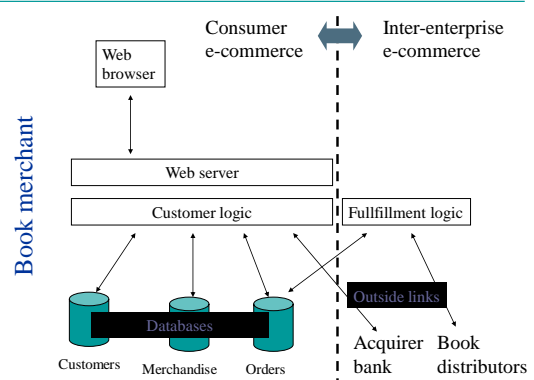 Consumer
e-commerce
Inter-enterprise
e-commerce
Web
browser
Book merchant
Web server
Customer logic
Fullfillment logic
Outside links
Databases
Customers
Merchandise
Orders
Acquirer
bank
Book
distributors